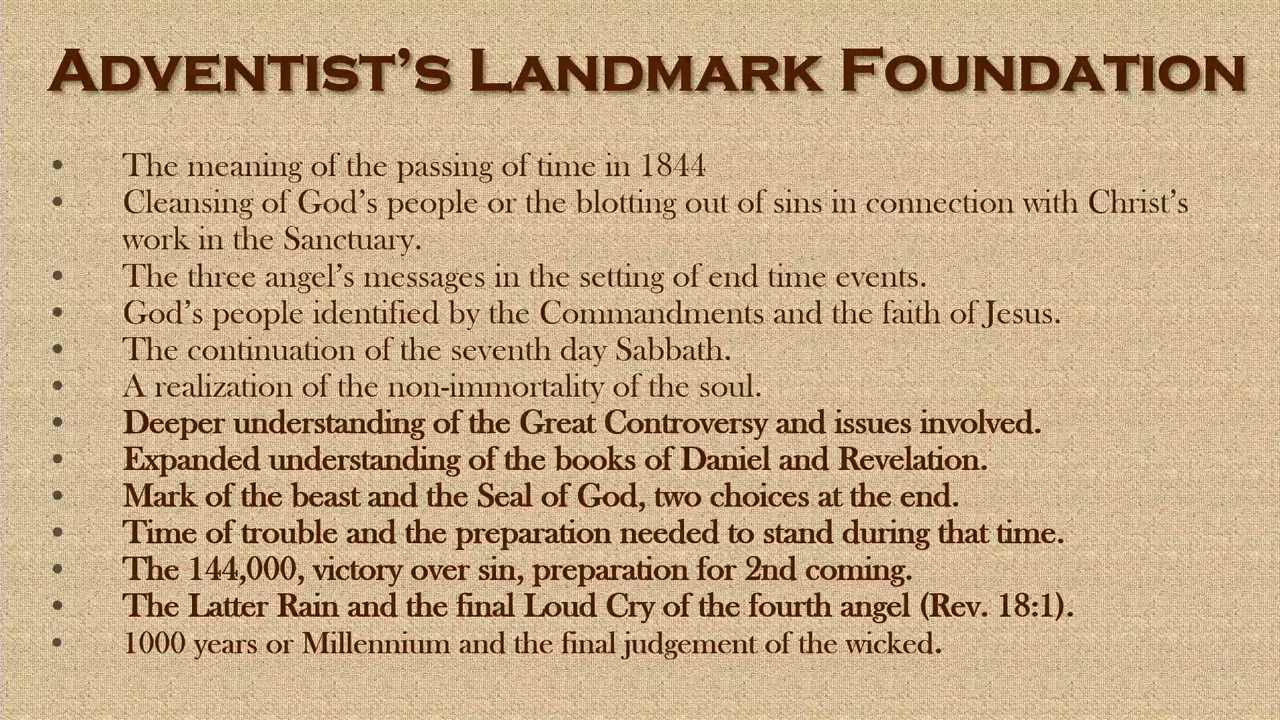 ADVENTIST’S LANDMARK FOUNDATION
• The meaning of the passing of time in 1844
• Cleansing of God’s people or the blotting out of sins in connection with Christ’s
work in the Sanctuary.
• The three angel’s messages in the setting of end time events.
• God’s people identified by the Commandments and the faith of Jesus.
• The continuation of the seventh day Sabbath.
• A realization of the non-immortality of the soul.
• Deeper understanding of the Great Controversy and issues involved.
• Expanded understanding of the books of Daniel and Revelation.
• Mark of the beast and the Seal of God, two choices at the end.
• Time of trouble and the preparation needed to stand during that time.
• The 144,000, victory over sin, preparation for 2nd coming.
• The Latter Rain and the final Loud Cry of the fourth angel (Rev. 18:1).
• 1000 years or Millennium and the final judgement of the wicked.